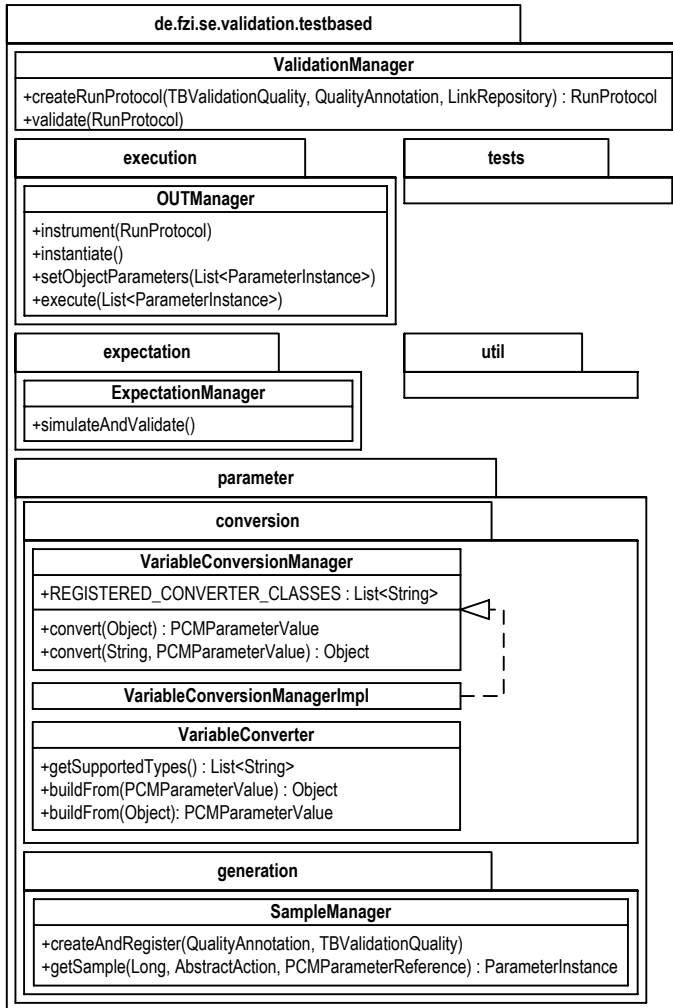 de.fzi.se.validation.testbased
ValidationManager
+createRunProtocol(TBValidationQuality, QualityAnnotation, LinkRepository) : RunProtocol
+validate(RunProtocol)
execution
tests
OUTManager
+instrument(RunProtocol)
+instantiate()
+setObjectParameters(List<ParameterInstance>)
+execute(List<ParameterInstance>)
expectation
util
ExpectationManager
+simulateAndValidate()
parameter
conversion
VariableConversionManager
+REGISTERED_CONVERTER_CLASSES : List<String>
+convert(Object) : PCMParameterValue
+convert(String, PCMParameterValue) : Object
VariableConversionManagerImpl
VariableConverter
+getSupportedTypes() : List<String>
+buildFrom(PCMParameterValue) : Object
+buildFrom(Object): PCMParameterValue
generation
SampleManager
+createAndRegister(QualityAnnotation, TBValidationQuality)
+getSample(Long, AbstractAction, PCMParameterReference) : ParameterInstance